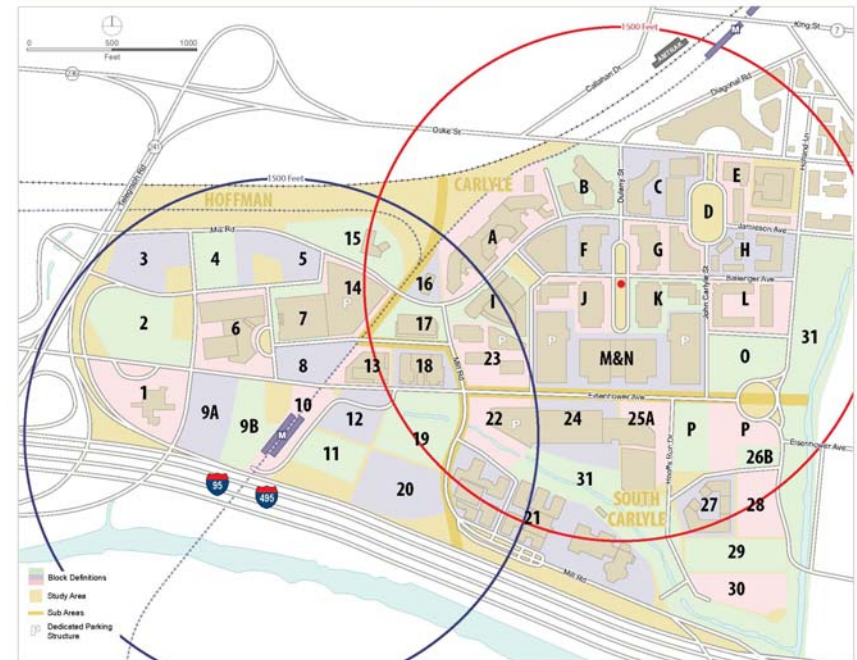 King St
7
1500 Feet
M
AMTRAK
Callahan Dr
Diagonal Rd
0 500 1000
Feet
236
241
Telegraph Rd
Duke St
Holland Ln
1500 Feet
HOFFMAN
CARLYLE
Dulany St
B
C
E
D
A
Jamieson Ave
Mill Rd
15
3
4
5
F
G
H
16
14
P
Ballenger Ave
I
J
K
L
John Carlyle St
2
6
7
17
P
P
P
31
M&N
O
23
8
13
18
Mill Rd
1
Eisenhower Ave
9A
9B
10
12
19
22
P
24
25A
P
P
Eisenhower Ave
26B
M
11
31
20
SOUTH
CARLYLE
27
28
95
495
21
29
Mill Rd
30
Block Definitions
Study Area
Sub Areas
P Dedicated Parking
Structure